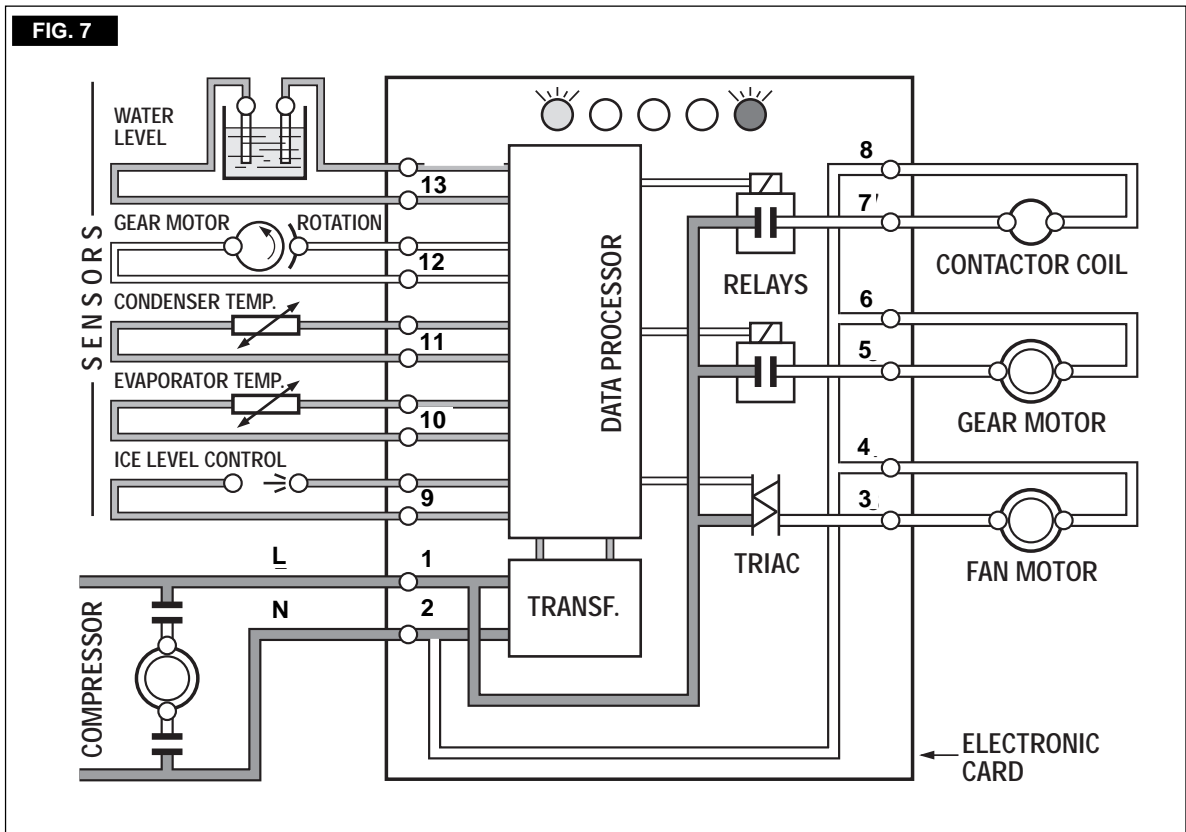 FIG. 7
WATER
LEVEL
13
GEAR MOTOR ROTATION
12
CONDENSER TEMP.
11
EVAPORATOR TEMP.
10
ICE LEVEL CONTROL
9
SENSORS
L
1
N
2
COMPRESSOR
DATA PROCESSOR
TRANSF.
RELAYS
TRIAC
8
7
CONTACTOR COIL
6
5
GEAR MOTOR
4
3
FAN MOTOR
ELECTRONIC
CARD